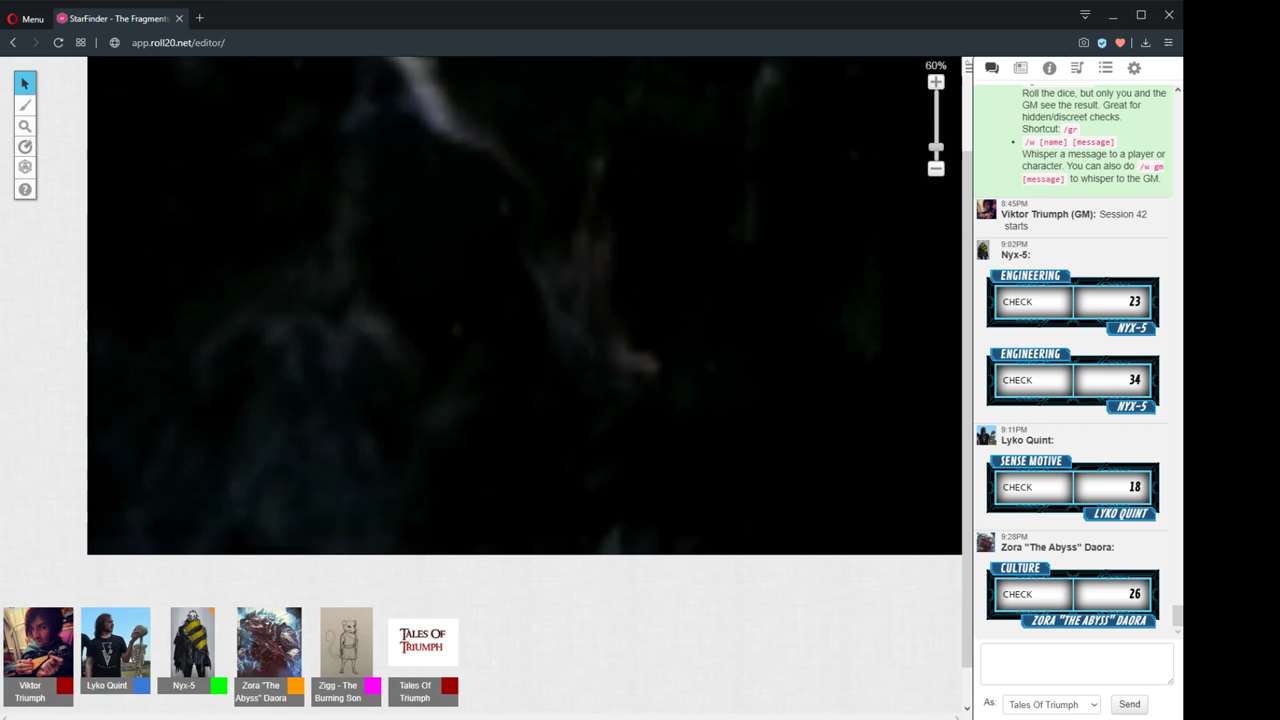 Menu
StarFinder - The Fragments
app.roll20.net/editor/
60%
Roll the dice, but only you and the
GM see the result. Great for
hidden/discreet checks.
Shortcut: /gr
/w [name] [message]
Whisper a message to a player or
character. You can also do /w gm
[message] to whisper to the GM.
8:45PM
Viktor Triumph (GM): Session 42
starts
9:02PM
Nyx-5:
ENGINEERING
CHECK 23
NYX-5
ENGINEERING
CHECK 34
NYX-5
9:11PM
Lyko Quint:
SENSE MOTIVE
CHECK 18
LYKO QUINT
9:28PM
Zora "The Abyss" Daora:
CULTURE
CHECK 26
ZORA "THE ABYSS" DAORA
TALES OF
TRIUMPH
Viktor
Triumph
Lyko Quint
Nyx-5
Zora "The
Abyss" Daora
Zigg - The
Burning Son
Tales Of
Triumph
As: Tales Of Triumph Send